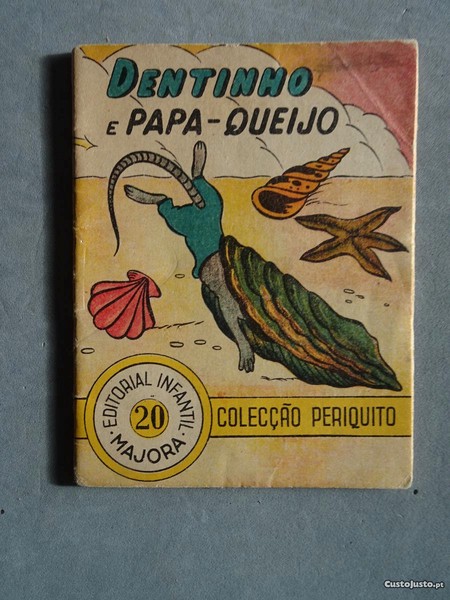 DENTINHO
E PAPA-QUEIJO
EDITORIAL INFANTIL
20
MAJORA
COLECÇÃO PERIQUITO
CustoJusto.pt